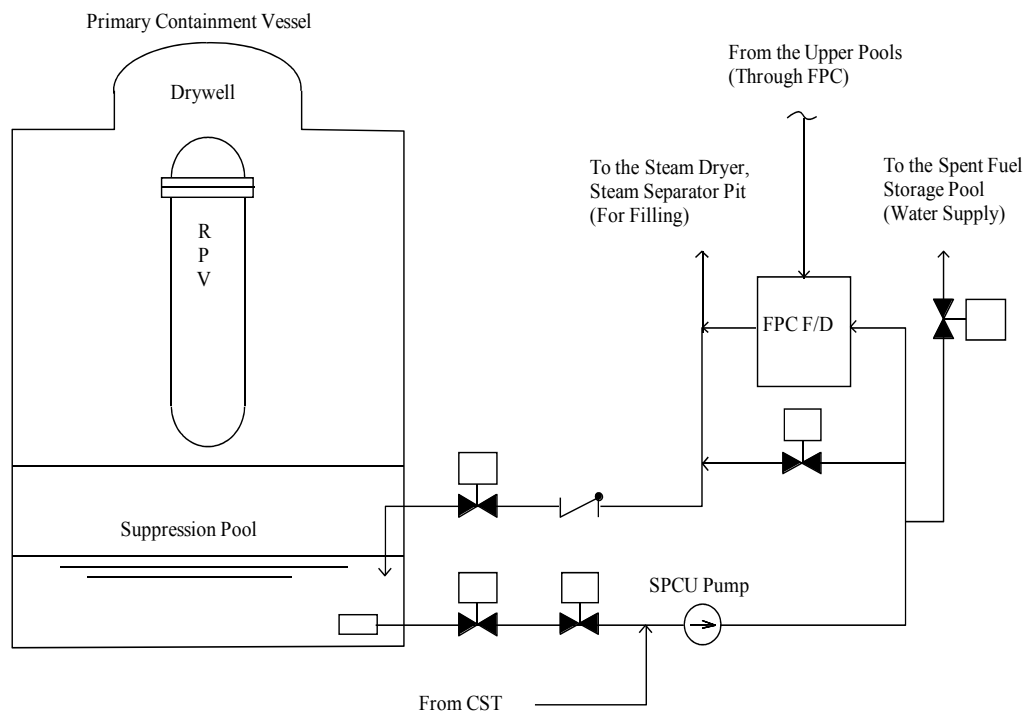 Primary Containment Vessel
Drywell
R
P
V
Suppression Pool
From the Upper Pools
(Through FPC)
To the Steam Dryer,
Steam Separator Pit
(For Filling)
To the Spent Fuel
Storage Pool
(Water Supply)
FPC F/D
SPCU Pump
From CST